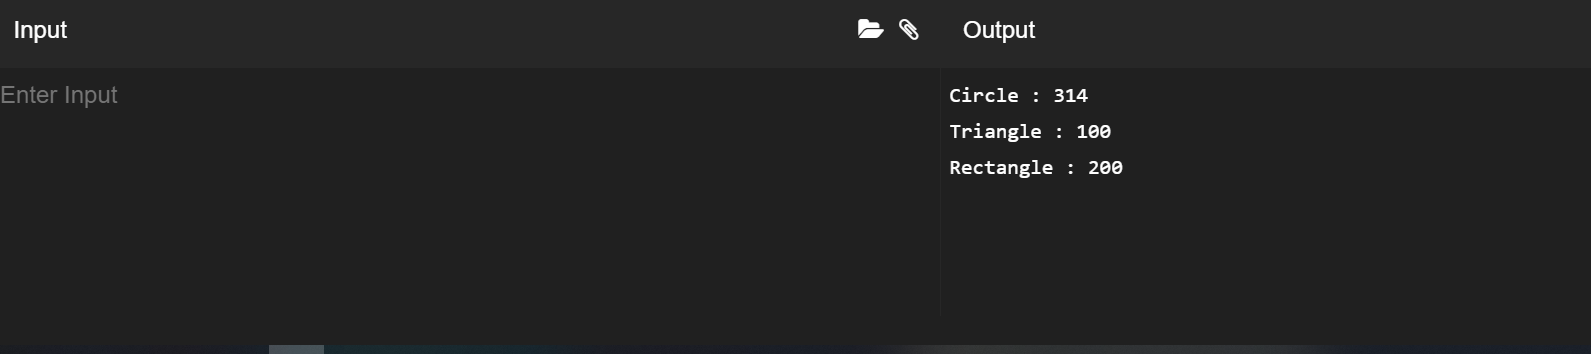 Input
Output
Enter Input
Circle : 314
Triangle : 100
Rectangle : 200